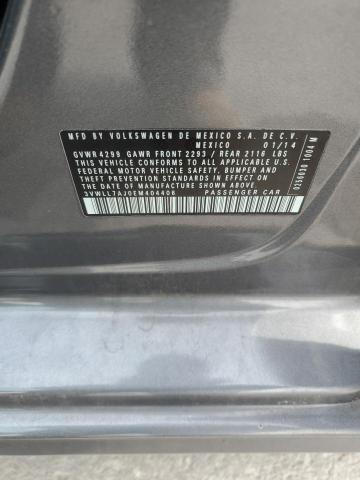 MFD.BY VOLKSWAGEN DE MEXICO S.A. DE C.V.
MEXICO 01/14
GVWR 4299 GAWR FRONT 2293 / REAR 2116 LBS
THIS VEHICLE CONFORMS TO ALL APPLICABLE U.S.
FEDERAL MOTOR VEHICLE SAFETY, BUMPER AND
THEFT PREVENTION STANDARDS IN EFFECT ON THE
DATE OF MANUFACTURE SHOWN ABOVE
3VWLL7AJ0EM404406 PASSENGER CAR
0250030 1004 M